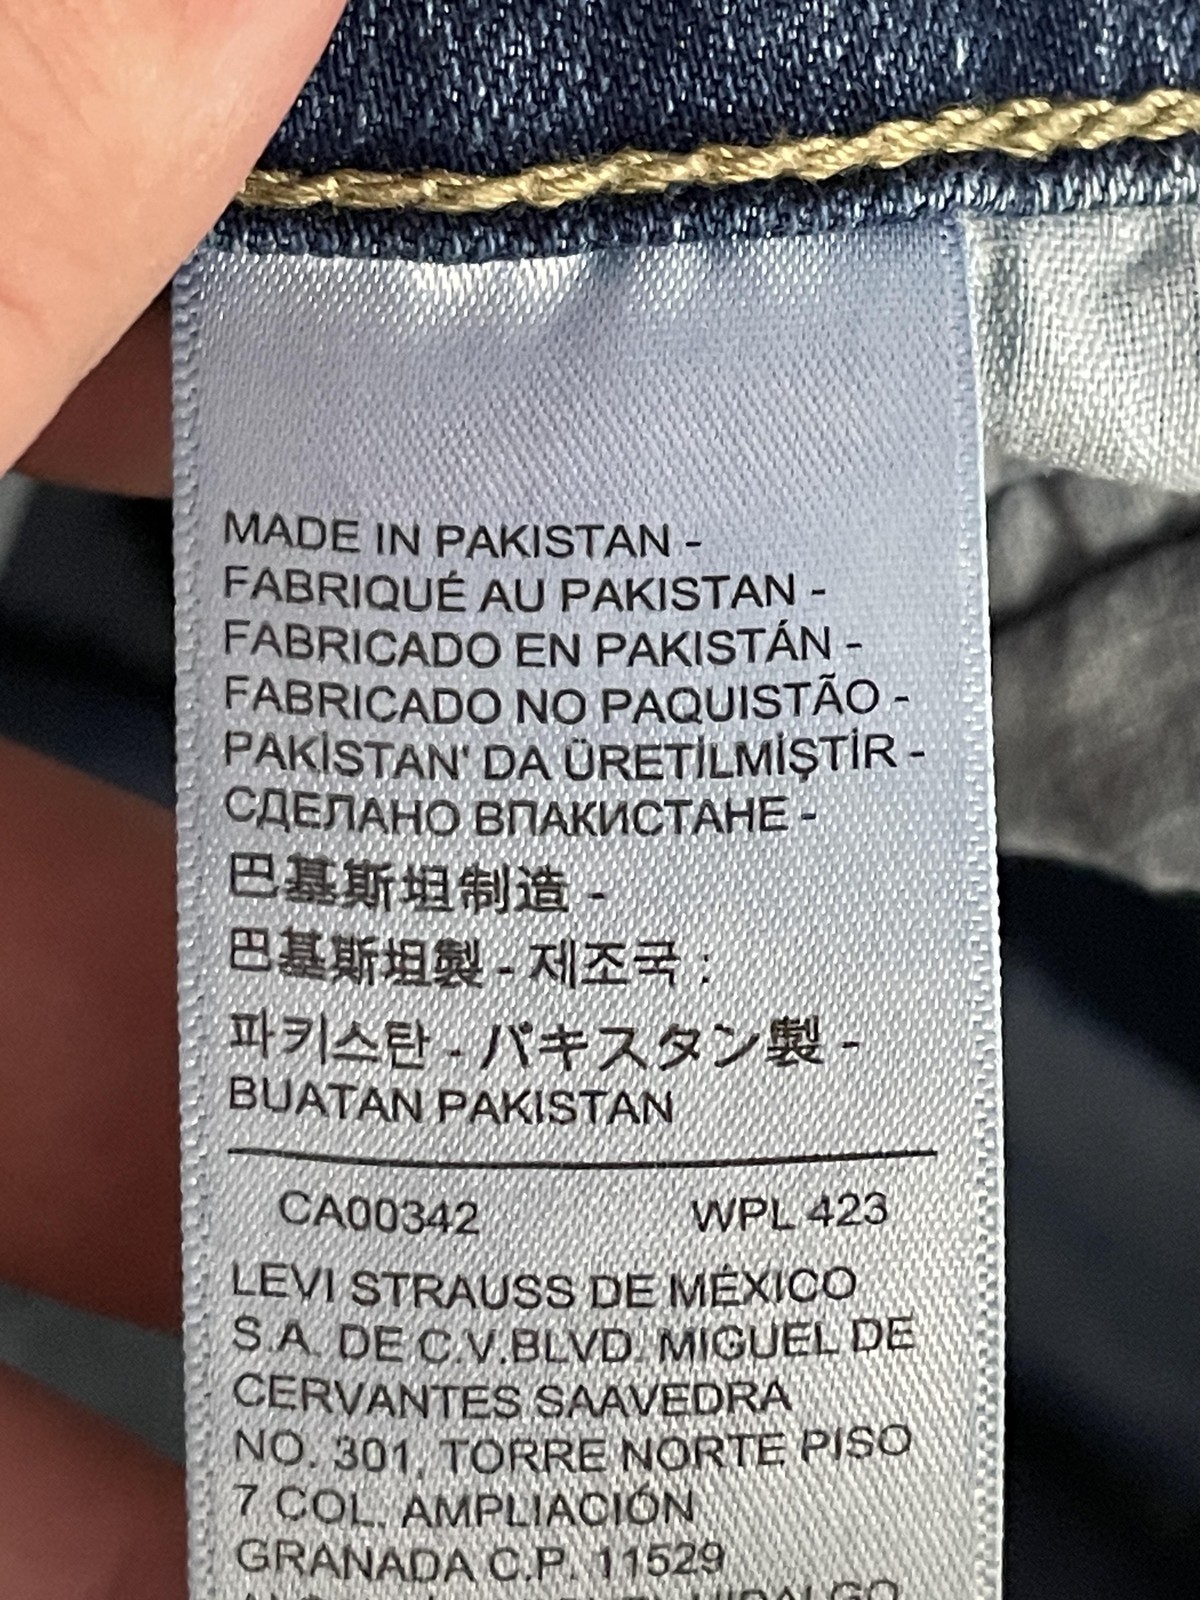 MADE IN PAKISTAN -
FABRIQUÉ AU PAKISTAN -
FABRICADO EN PAKISTÁN -
FABRICADO NO PAQUISTÃO -
PAKİSTAN' DA ÜRETİLMİŞTİR -
СДЕЛАНО ВПАКИСТАНЕ -
巴基斯坦制造 -
巴基斯坦製 - 제조국 :
파키스탄 - パキスタン製 -
BUATAN PAKISTAN
CA00342 WPL 423
LEVI STRAUSS DE MÉXICO
S.A. DE C.V.BLVD. MIGUEL DE
CERVANTES SAAVEDRA
NO. 301, TORRE NORTE PISO
7 COL. AMPLIACIÓN
GRANADA C.P. 11529
HIDALGO